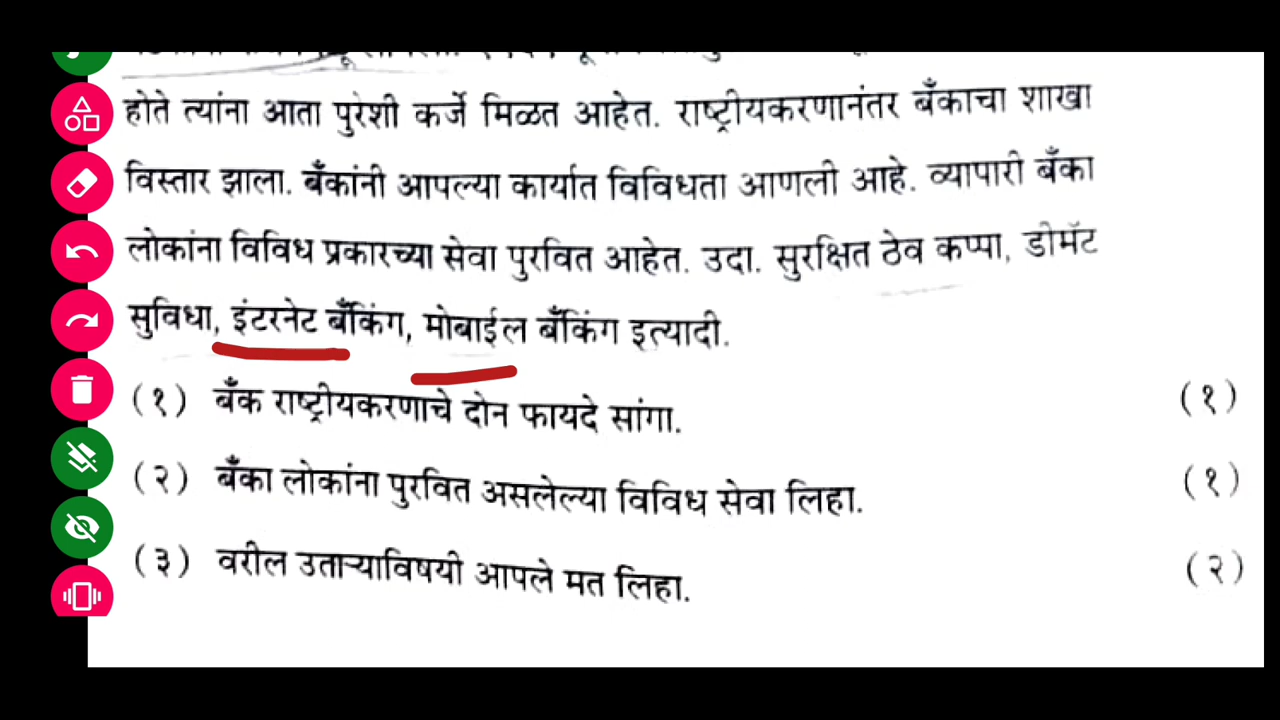 होते त्यांना आता पुरेशी कर्जे मिळत आहेत. राष्ट्रीयकरणानंतर बँकाचा शाखा
विस्तार झाला. बँकांनी आपल्या कार्यात विविधता आणली आहे. व्यापारी बँका
लोकांना विविध प्रकारच्या सेवा पुरवित आहेत. उदा. सुरक्षित ठेव कप्पा, डीमॅट
सुविधा, इंटरनेट बँकिंग, मोबाईल बँकिंग इत्यादी.
(१) बँक राष्ट्रीयकरणाचे दोन फायदे सांगा. (१)
(२) बँका लोकांना पुरवित असलेल्या विविध सेवा लिहा. (१)
(३) वरील उताऱ्याविषयी आपले मत लिहा. (२)